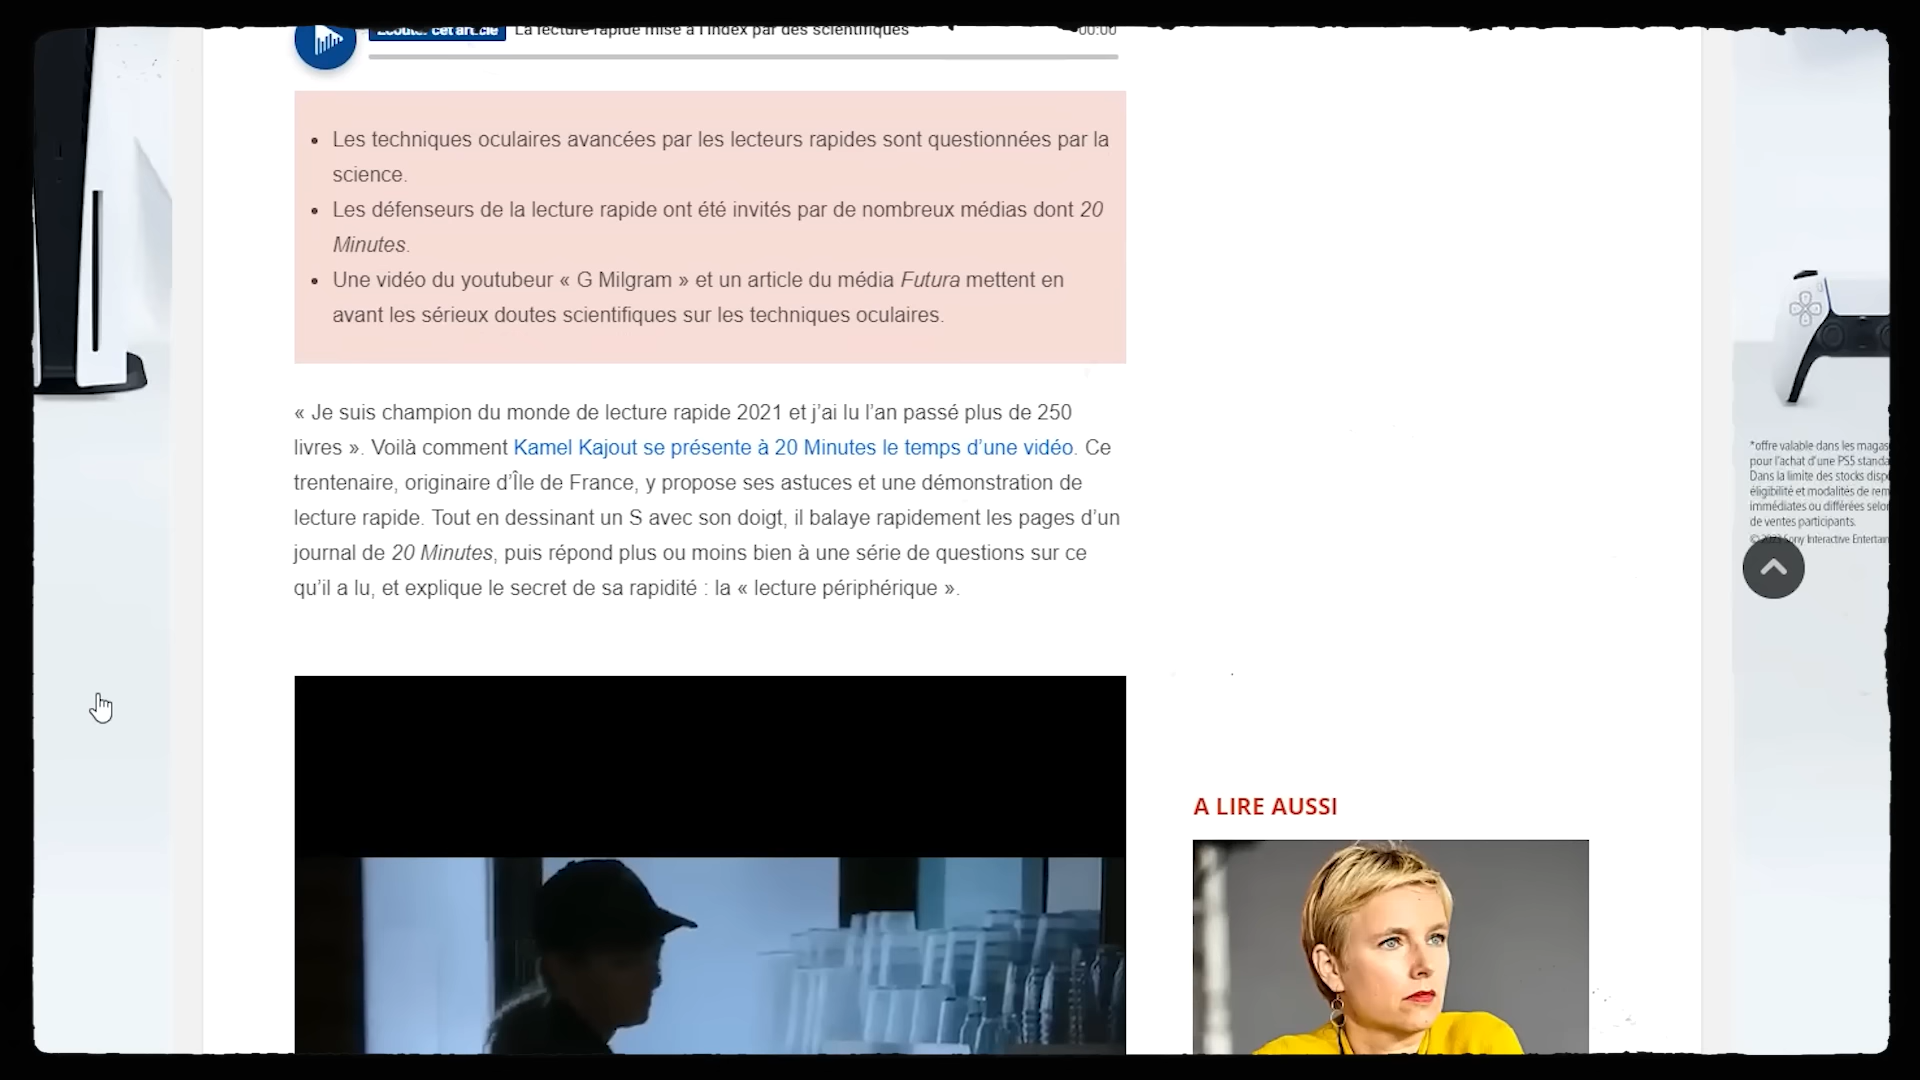 Écouter cet article
La lecture rapide mise à l'index par des scientifiques
00:00
• Les techniques oculaires avancées par les lecteurs rapides sont questionnées par la
science.
• Les défenseurs de la lecture rapide ont été invités par de nombreux médias dont 20
Minutes.
• Une vidéo du youtubeur « G Milgram » et un article du média Futura mettent en
avant les sérieux doutes scientifiques sur les techniques oculaires.
« Je suis champion du monde de lecture rapide 2021 et j'ai lu l'an passé plus de 250
livres ». Voilà comment Kamel Kajout se présente à 20 Minutes le temps d'une vidéo. Ce
trentenaire, originaire d'Île de France, y propose ses astuces et une démonstration de
lecture rapide. Tout en dessinant un S avec son doigt, il balaye rapidement les pages d'un
journal de 20 Minutes, puis répond plus ou moins bien à une série de questions sur ce
qu'il a lu, et explique le secret de sa rapidité : la « lecture périphérique ».
*offre valable dans les magas
pour l'achat d'une PS5 standa
Dans la limite des stocks disp
éligibilité et modalités de rem
immédiates ou différées selo
de ventes participants.
Sony Interactive Entertain
A LIRE AUSSI